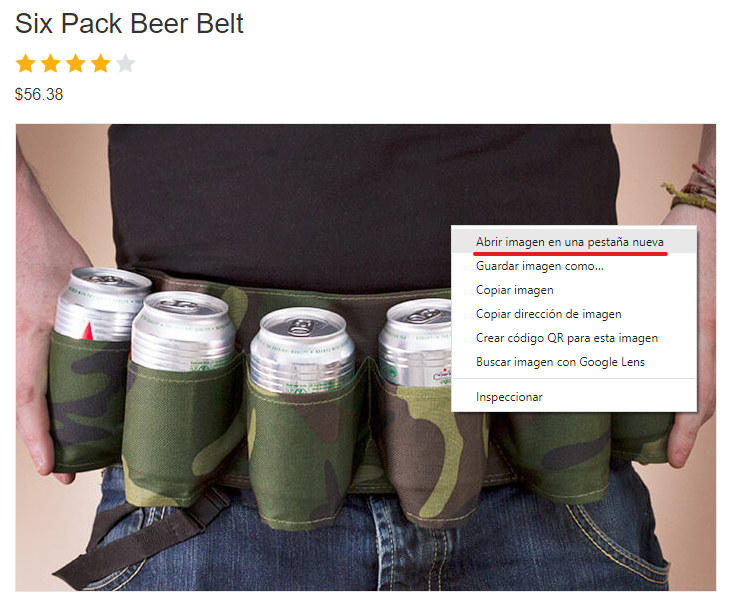 Six Pack Beer Belt
$56.38
Abrir imagen en una pestaña nueva
Guardar imagen como...
Copiar imagen
Copiar dirección de imagen
Crear código QR para esta imagen
Buscar imagen con Google Lens
Inspeccionar